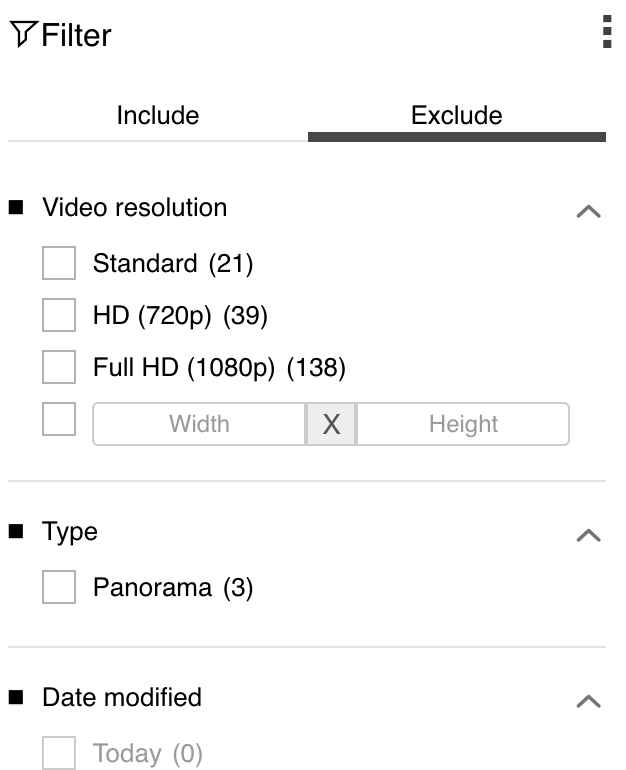 Filter
Include Exclude
Video resolution
Standard (21)
HD (720p) (39)
Full HD (1080p) (138)
Width X Height
Type
Panorama (3)
Date modified
Today (0)